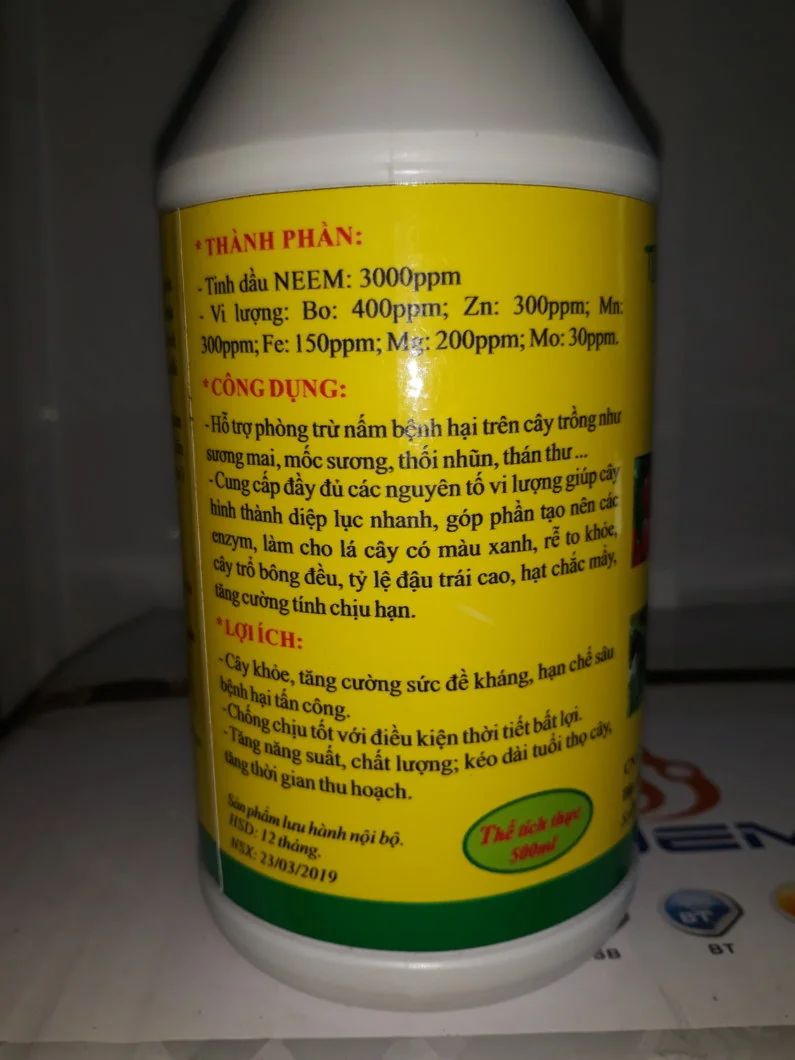 * THÀNH PHẦN:
- Tinh dầu NEEM: 3000ppm
- Vi lượng: Bo: 400ppm; Zn: 300ppm; Mn:
300ppm; Fe: 150ppm; Mg: 200ppm; Mo: 30ppm.
* CÔNG DỤNG:
-Hỗ trợ phòng trừ nấm bệnh hại trên cây trồng như
sương mai, mốc sương, thối nhũn, thán thư ...
-Cung cấp đầy đủ các nguyên tố vi lượng giúp cây
hình thành diệp lục nhanh, góp phần tạo nên các
enzym, làm cho lá cây có màu xanh, rễ to khỏe,
cây trổ bông đều, tỷ lệ đậu trái cao, hạt chắc mẩy,
tăng cường tính chịu hạn.
* LỢI ÍCH:
-Cây khỏe, tăng cường sức đề kháng, hạn chế sâu
bệnh hại tấn công.
-Chống chịu tốt với điều kiện thời tiết bất lợi.
-Tăng năng suất, chất lượng; kéo dài tuổi thọ cây,
tăng thời gian thu hoạch.
Sản phẩm lưu hành nội bộ.
HSD: 12 tháng.
NSX: 23/03/2019
Thể tích thực
500ml
BT
BT